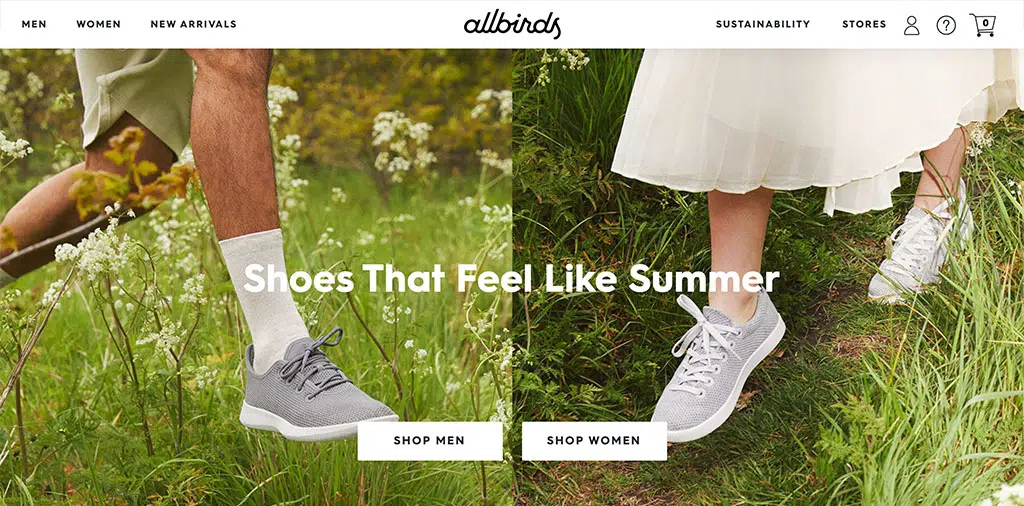 MEN
WOMEN
NEW ARRIVALS
allbirds
SUSTAINABILITY
STORES
?
0
Shoes That Feel Like Summer
SHOP MEN
SHOP WOMEN